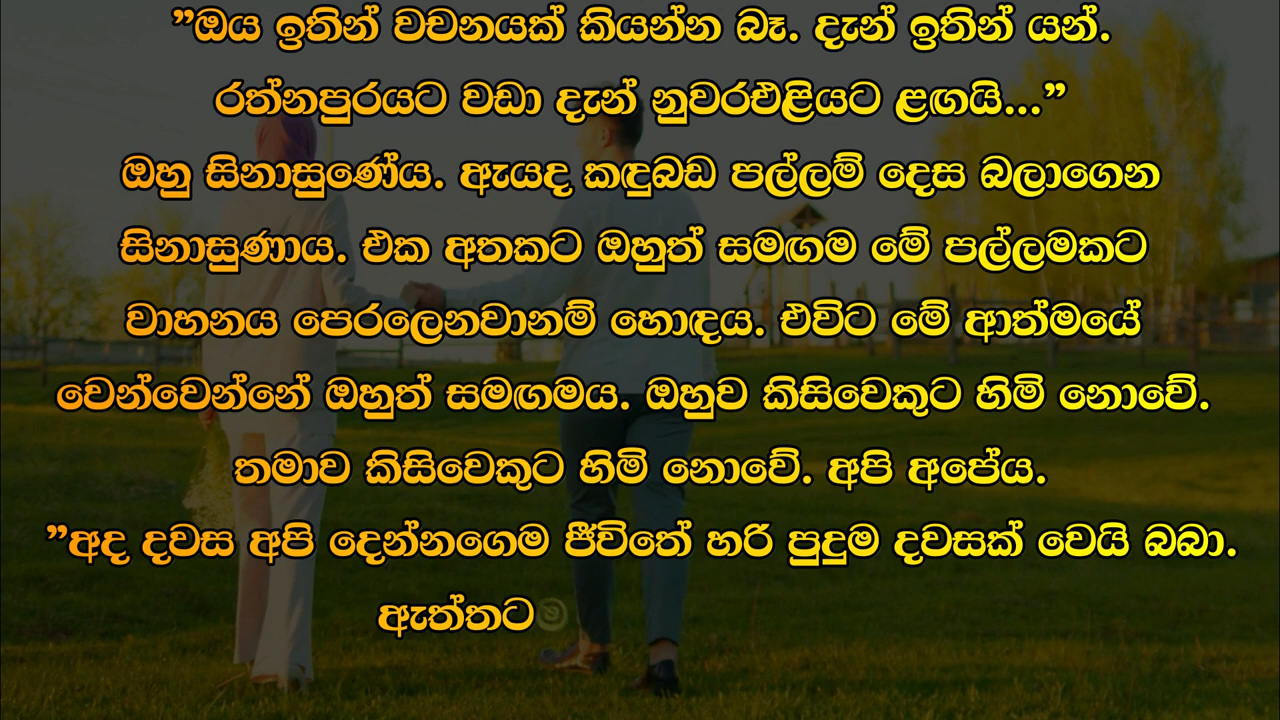 ”ඔය ඉතින් වචනයක් කියන්න බෑ. දැන් ඉතින් යන්.
රත්නපුරයට වඩා දැන් නුවරඑළියට ළඟයි...”
ඔහු සිනාසුණේය. ඇයද කඳුබඩ පල්ලම් දෙස බලාගෙන
සිනාසුණාය. එක අතකට ඔහුත් සමඟම මේ පල්ලමකට
වාහනය පෙරලෙනවානම් හොඳය. එවිට මේ ආත්මයේ
වෙන්වෙන්නේ ඔහුත් සමඟමය. ඔහුව කිසිවෙකුට හිමි නොවේ.
තමාව කිසිවෙකුට හිමි නොවේ. අපි අපේය.
”අද දවස අපි දෙන්නගෙම ජීවිතේ හරි පුදුම දවසක් වෙයි බබා.
ඇත්තටම